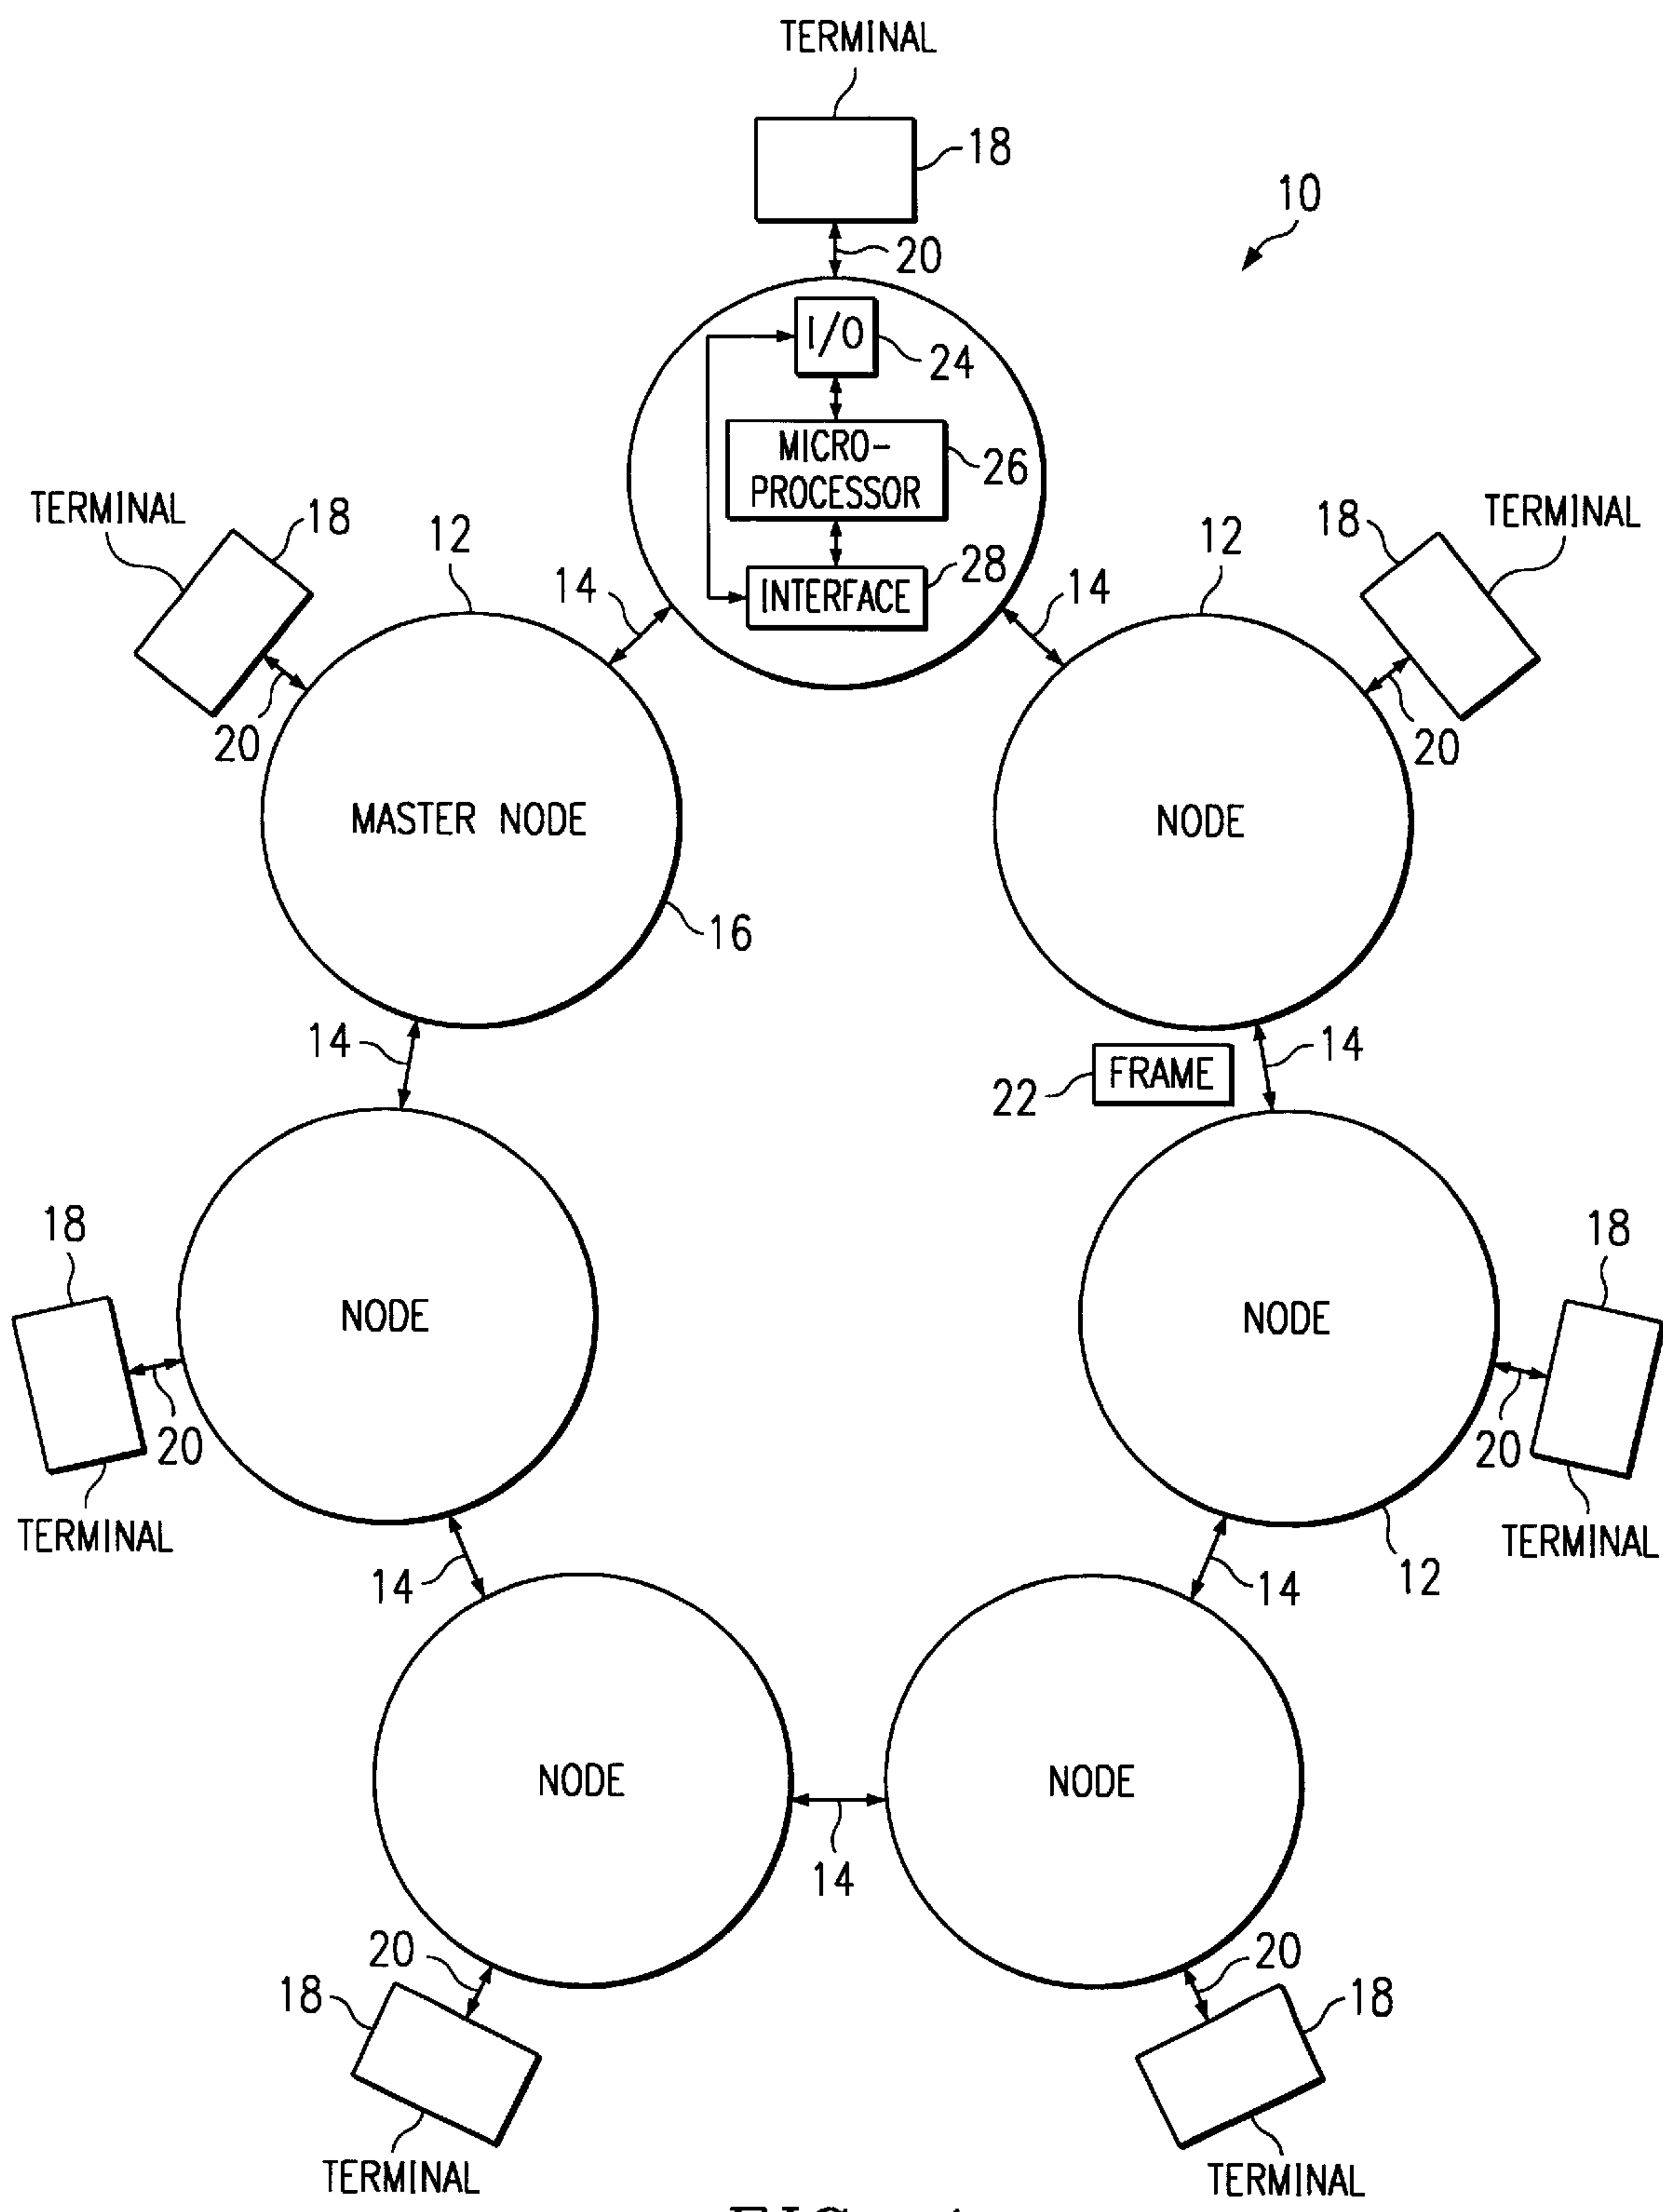 TERMINAL
18
10
20
I/O
24
MICRO-
PROCESSOR
26
TERMINAL
18
12
14
INTERFACE
28
14
12
18
TERMINAL
20
20
MASTER NODE
NODE
16
14
14
FRAME
22
18
18
NODE
NODE
20
20
TERMINAL
TERMINAL
14
14
12
NODE
NODE
14
20
20
18
18
TERMINAL
TERMINAL